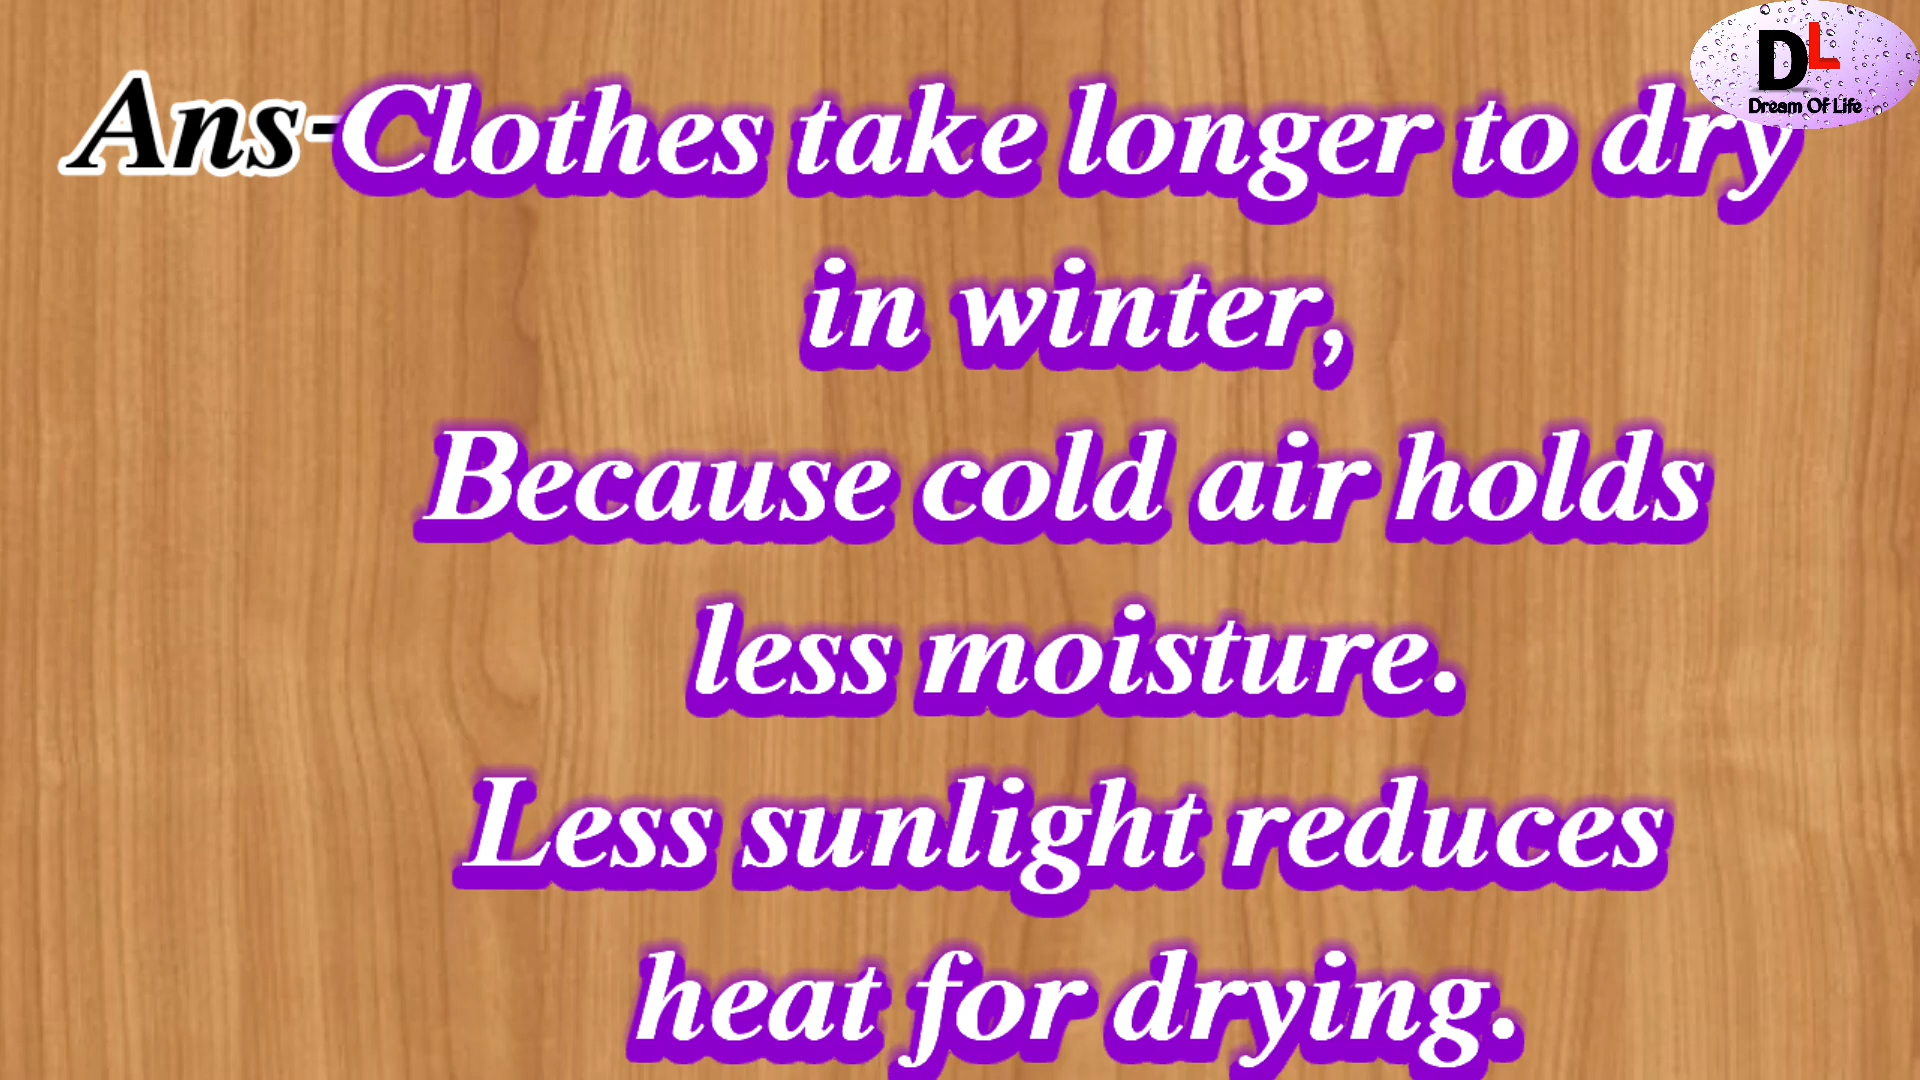 DL
Dream Of Life
Ans-Clothes take longer to dry
in winter,
Because cold air holds
less moisture.
Less sunlight reduces
heat for drying.